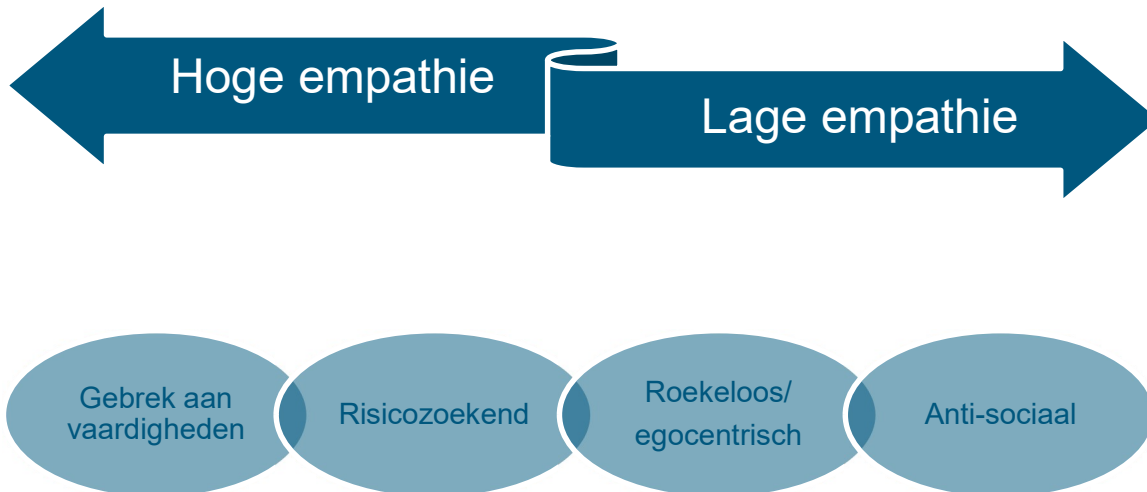 Hoge empathie
Lage empathie
Gebrek aan
vaardigheden
Risicozoekend
Roekeloos/
egocentrisch
Anti-sociaal